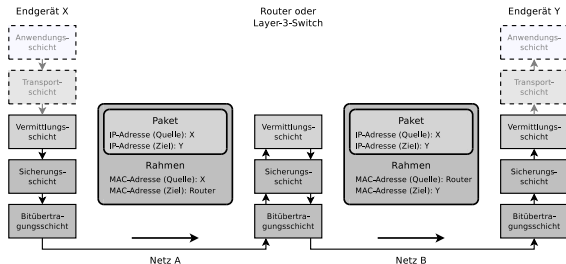 Endgerät X
Router oder
Layer-3-Switch
Endgerät Y
Anwendungs-
schicht
Transport-
schicht
Vermittlungs-
schicht
Sicherungs-
schicht
Bitübertra-
gungsschicht
Paket
IP-Adresse (Quelle): X
IP-Adresse (Ziel): Y
Rahmen
MAC-Adresse (Quelle): X
MAC-Adresse (Ziel): Router
Vermittlungs-
schicht
Sicherungs-
schicht
Bitübertra-
gungsschicht
Paket
IP-Adresse (Quelle): X
IP-Adresse (Ziel): Y
Rahmen
MAC-Adresse (Quelle): Router
MAC-Adresse (Ziel): Y
Anwendungs-
schicht
Transport-
schicht
Vermittlungs-
schicht
Sicherungs-
schicht
Bitübertra-
gungsschicht
Netz A
Netz B